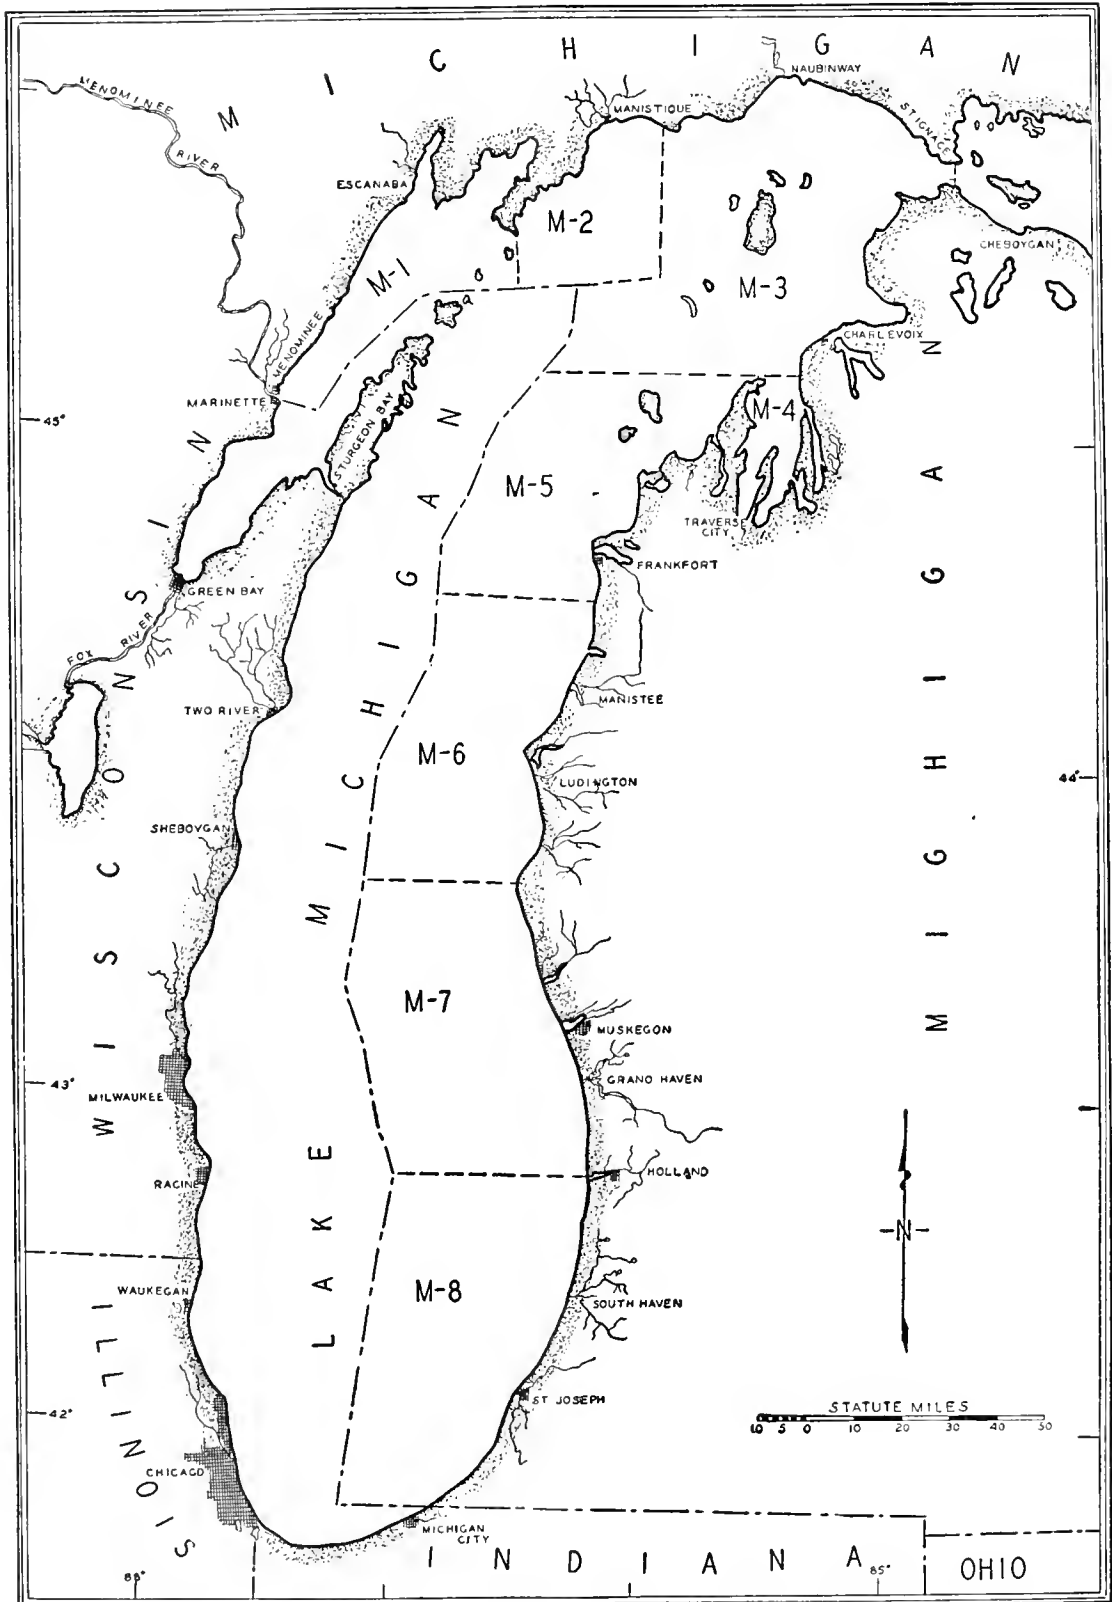 MICHIGAN
NAUBINWAY
MENOMINEE
RIVER
MANISTIQUE
ST IGNACE
ESCANABA
M-2
CHEBOYGAN
M-1
M-3
MENOMINEE
CHARLEVOIX
MARINETTE
45°
M-4
STURGEON BAY
M-5
TRAVERSE
CITY
FRANKFORT
GREEN BAY
FOX RIVER
MANISTEE
TWO RIVER
M-6
LUDINGTON
44°
SHEBOYGAN
LAKE MICHIGAN
WISCONSIN
MIGHIGAN
M-7
MUSKEGON
GRANO HAVEN
43°
MILWAUKEE
HOLLAND
RACINE
N
M-8
WAUKEGAN
SOUTH HAVEN
ILLINOIS
ST JOSEPH
STATUTE MILES
10 5 0 10 20 30 40 50
42°
CHICAGO
MICHIGAN
CITY
INDIANA
OHIO
88°
85°